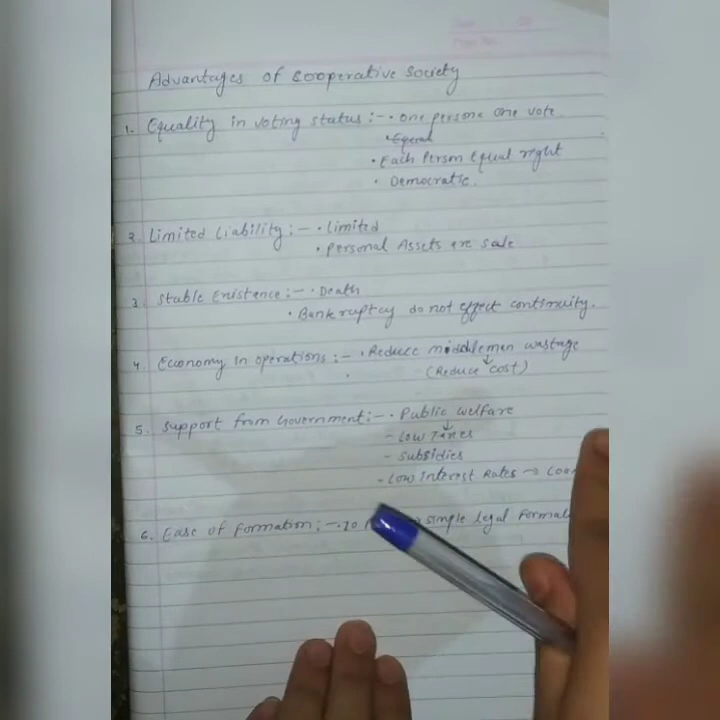 Advantages of Cooperative Society
1. Equality in voting status :- • one persone one vote
• Equal
• Each Person Equal right
• Democratic.
2. Limited Liability :- • Limited
• Personal Assets are safe
3. Stable Existence :- • Death
• Bankruptcy do not effect continuity.
4. Economy in operations :- • Reduce middlemen wastage
↓
(Reduce cost)
5. Support from Government :- • Public welfare
↓
- Low Taxes
- Subsidies
- Low Interest Rates →
6. Ease of Formation :- • 10 simple legal